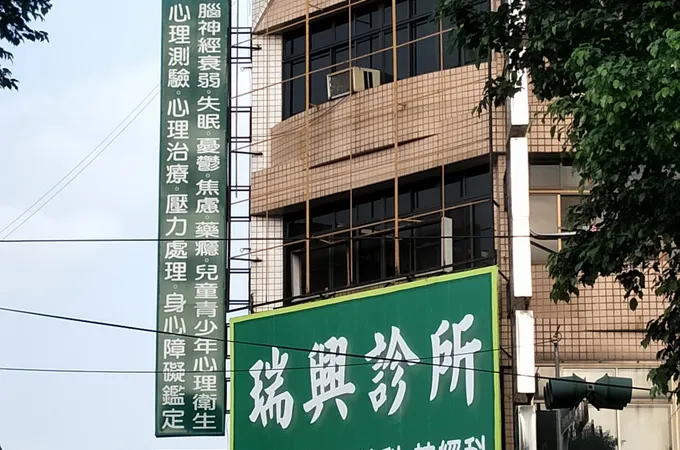 腦神經衰弱·失眠·憂鬱·焦慮·藥癮·兒童青少年心理衛生
心理測驗·心理治療·壓力處理·身心障礙鑑定
瑞興診所